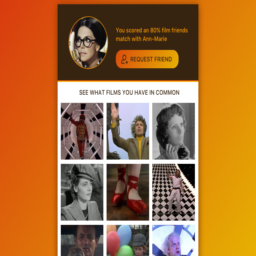 You scored an 80% film friends
match with Ann-Marie
REQUEST FRIEND
SEE WHAT FILMS YOU HAVE IN COMMON